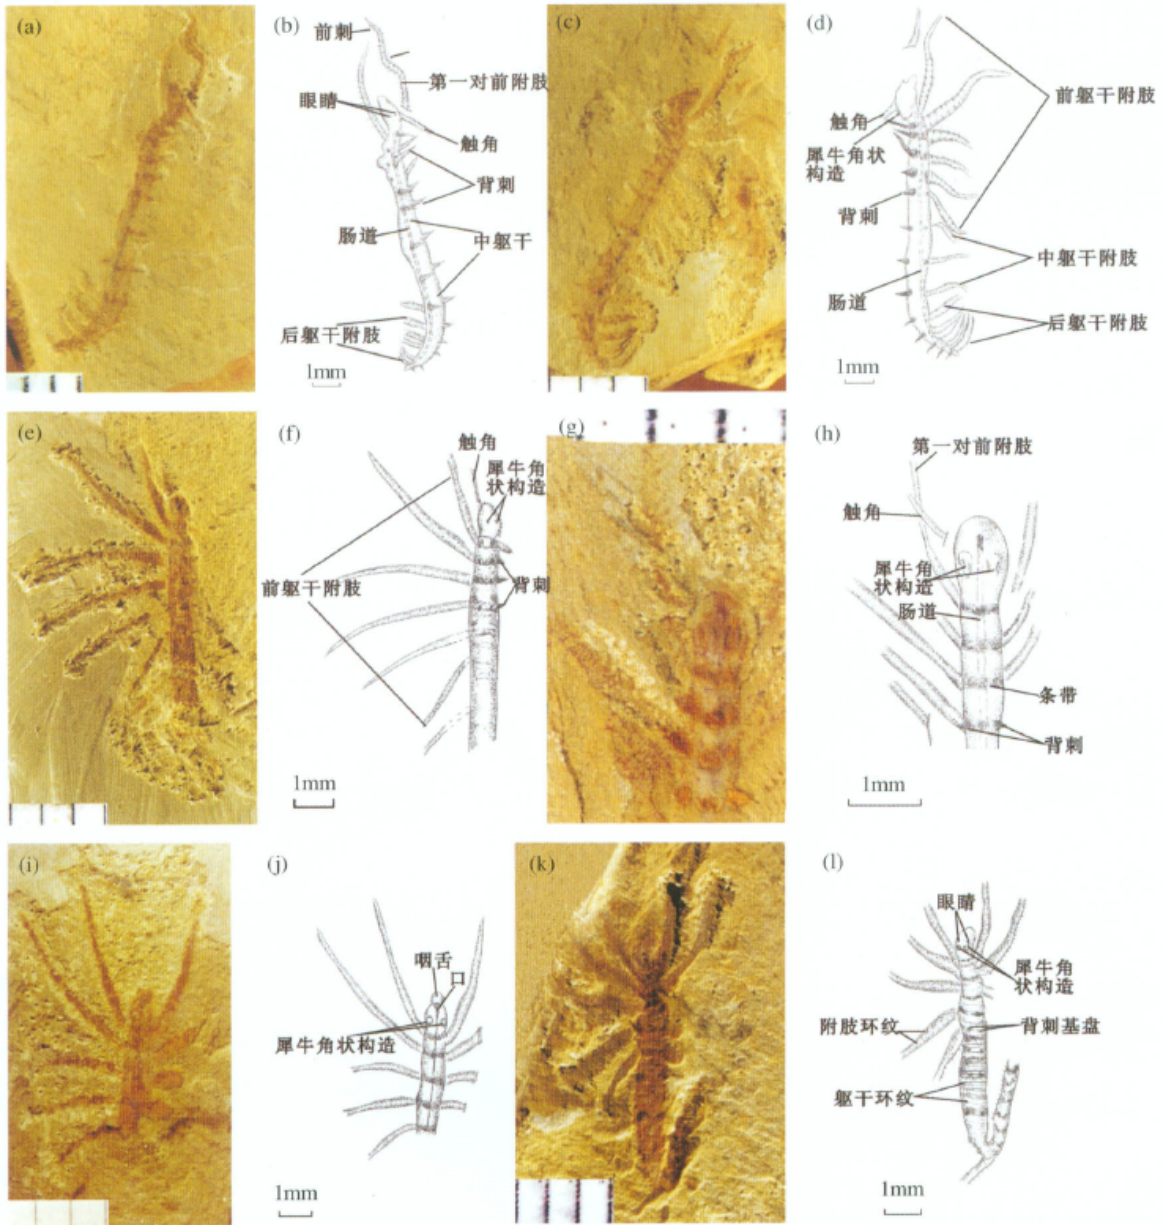 (a)
(b)
前刺
第一对前附肢
眼睛
触角
背刺
肠道
中躯干
后躯干附肢
1mm
(c)
(d)
前躯干附肢
触角
犀牛角状
构造
背刺
中躯干附肢
肠道
后躯干附肢
1mm
(e)
(f)
触角
犀牛角
状构造
前躯干附肢
背刺
1mm
(g)
(h)
第一对前附肢
触角
犀牛角
状构造
肠道
条带
背刺
1mm
(i)
(j)
咽舌
口
犀牛角状构造
1mm
(k)
(l)
眼睛
犀牛角
状构造
附肢环纹
背刺基盘
躯干环纹
1mm